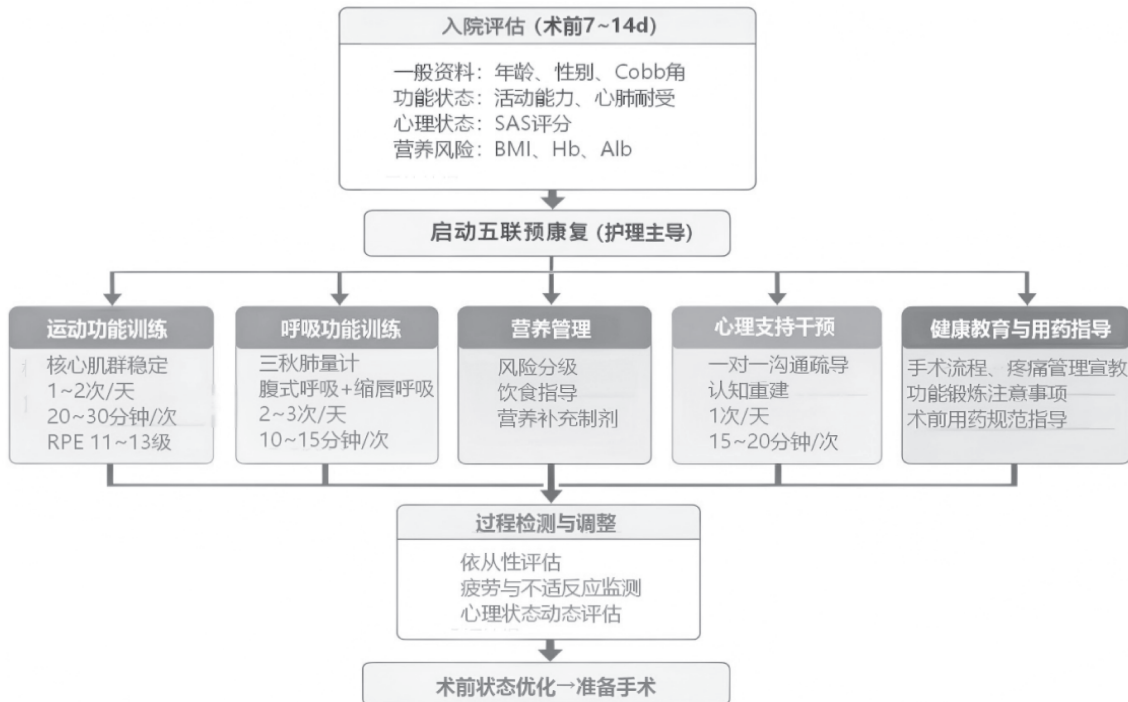 入院评估（术前7~14d）
一般资料：年龄、性别、Cobb角
功能状态：活动能力、心肺耐受
心理状态：SAS评分
营养风险：BMI、Hb、Alb
启动五联预康复（护理主导）
运动功能训练
核心肌群稳定
1~2次/天
20~30分钟/次
RPE 11~13级
呼吸功能训练
三秋肺量计
腹式呼吸+缩唇呼吸
2~3次/天
10~15分钟/次
营养管理
风险分级
饮食指导
营养补充制剂
心理支持干预
一对一沟通疏导
认知重建
1次/天
15~20分钟/次
健康教育与用药指导
手术流程、疼痛管理宣教
功能锻炼注意事项
术前用药规范指导
过程检测与调整
依从性评估
疲劳与不适反应监测
心理状态动态评估
术前状态优化→准备手术